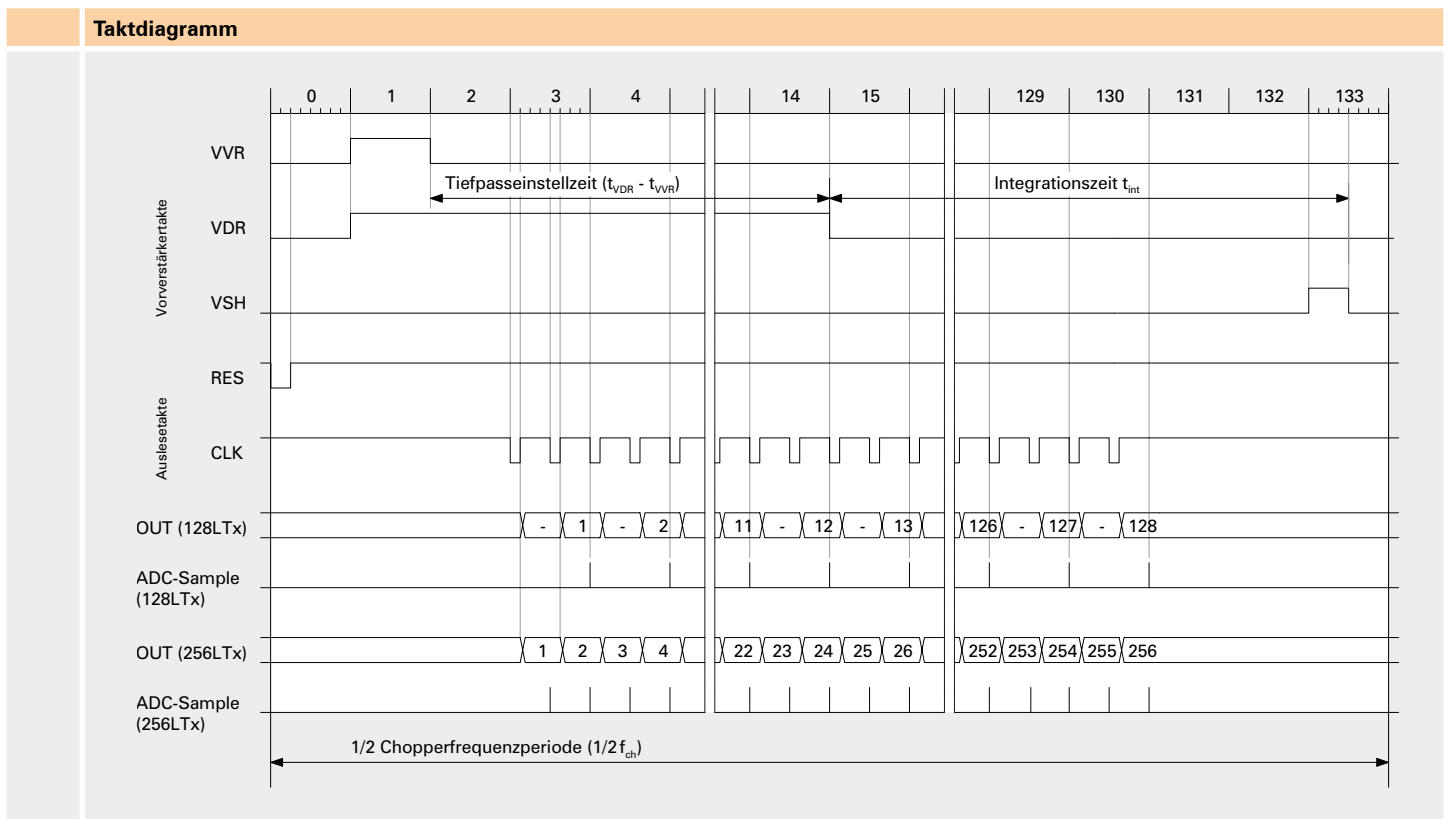 Taktdiagramm
0 1 2 3 4 14 15 129 130 131 132 133
VVR
Tiefpasseinstellzeit (tVDR - tVVR)
Integrationszeit tint
Vorverstärkertakte
VDR
VSH
RES
Auslesetakte
CLK
OUT (128LTx) - 1 - 2 11 - 12 - 13 126 - 127 - 128
ADC-Sample
(128LTx)
OUT (256LTx) 1 2 3 4 22 23 24 25 26 252 253 254 255 256
ADC-Sample
(256LTx)
1/2 Chopperfrequenzperiode (1/2 fch)